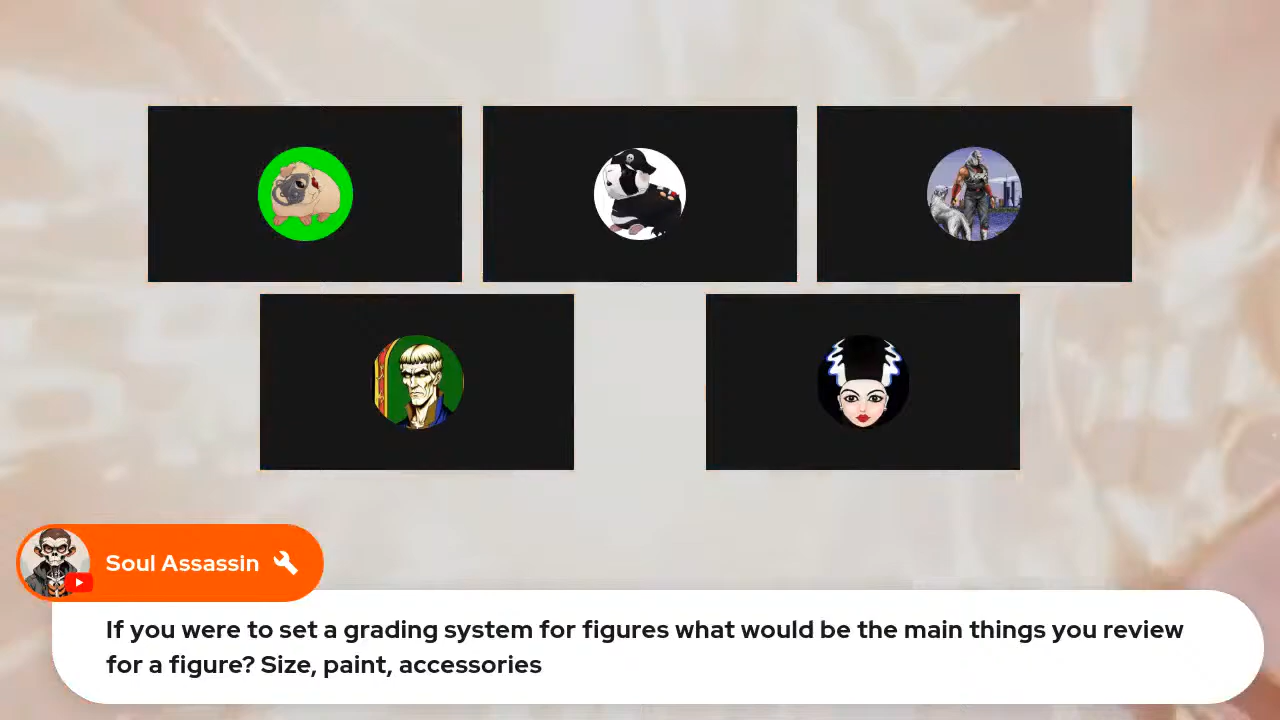 Soul Assassin
If you were to set a grading system for figures what would be the main things you review
for a figure? Size, paint, accessories